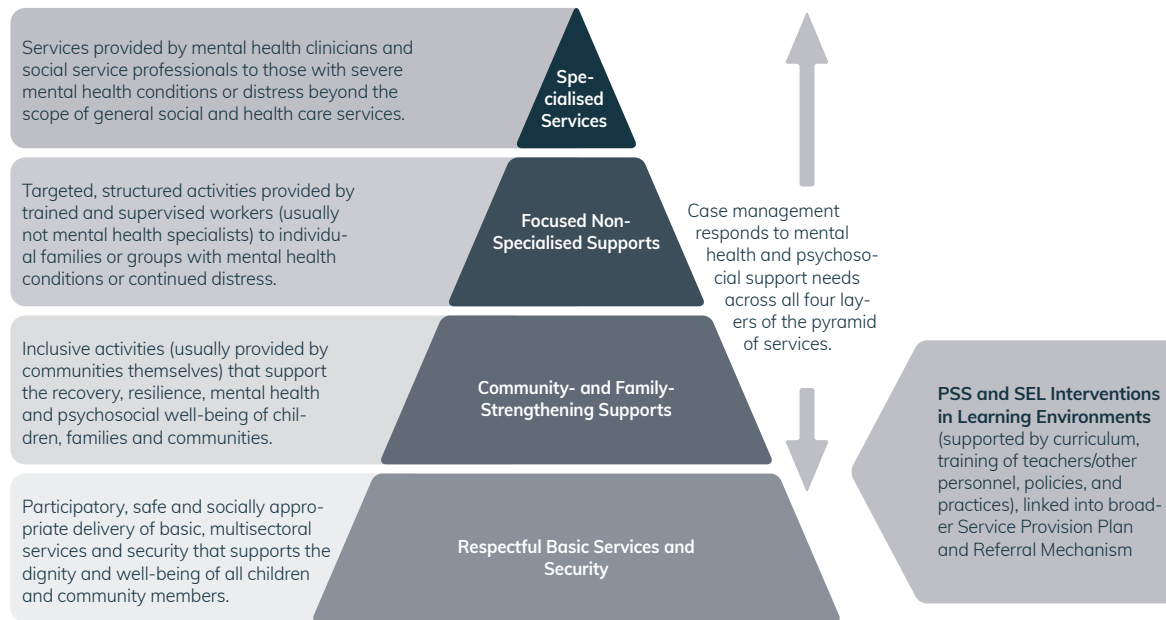 Services provided by mental health clinicians and
social service professionals to those with severe
mental health conditions or distress beyond the
scope of general social and health care services.
Spe-
cialised
Services
Targeted, structured activities provided by
trained and supervised workers (usually
not mental health specialists) to individu-
al families or groups with mental health
conditions or continued distress.
Focused Non-
Specialised Supports
Case management
responds to mental
health and psychoso-
cial support needs
across all four lay-
ers of the pyramid
of services.
Inclusive activities (usually provided by
communities themselves) that support
the recovery, resilience, mental health
and psychosocial well-being of chil-
dren, families and communities.
Community- and Family-
Strengthening Supports
PSS and SEL Interventions
in Learning Environments
(supported by curriculum,
training of teachers/other
personnel, policies, and
practices), linked into broad-
er Service Provision Plan
and Referral Mechanism
Participatory, safe and socially appro-
priate delivery of basic, multisectoral
services and security that supports the
dignity and well-being of all children
and community members.
Respectful Basic Services and
Security